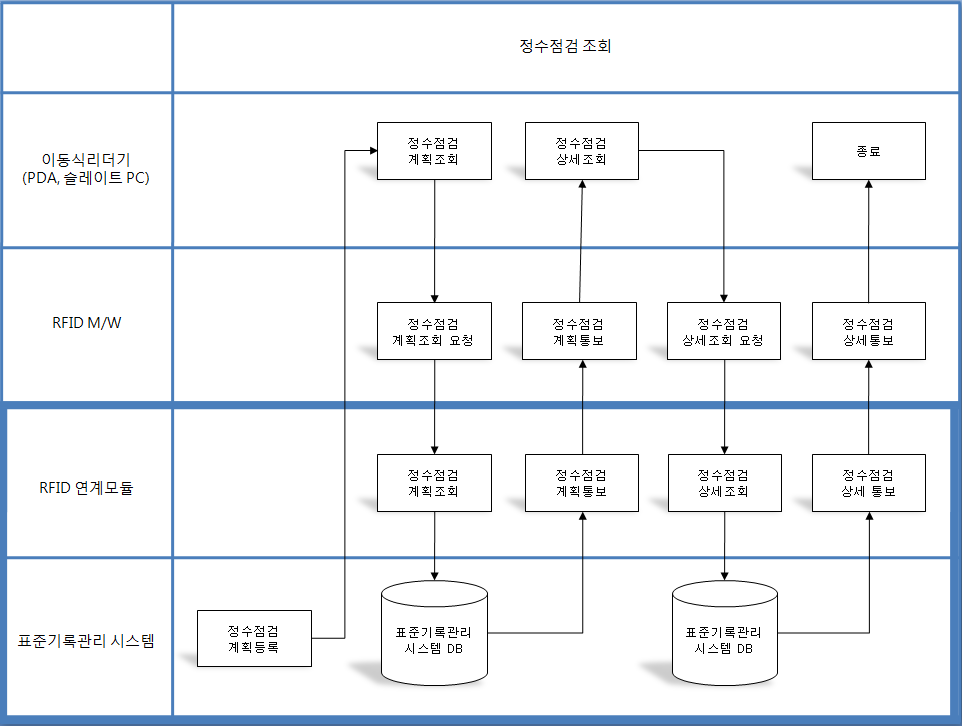 정수점검 조회
이동식리더기
(PDA, 슬레이트 PC)
정수점검
계획조회
정수점검
상세조회
종료
RFID M/W
정수점검
계획조회 요청
정수점검
계획통보
정수점검
상세조회 요청
정수점검
상세통보
RFID 연계모듈
정수점검
계획조회
정수점검
계획통보
정수점검
상세조회
정수점검
상세 통보
표준기록관리 시스템
정수점검
계획등록
표준기록관리
시스템 DB
표준기록관리
시스템 DB